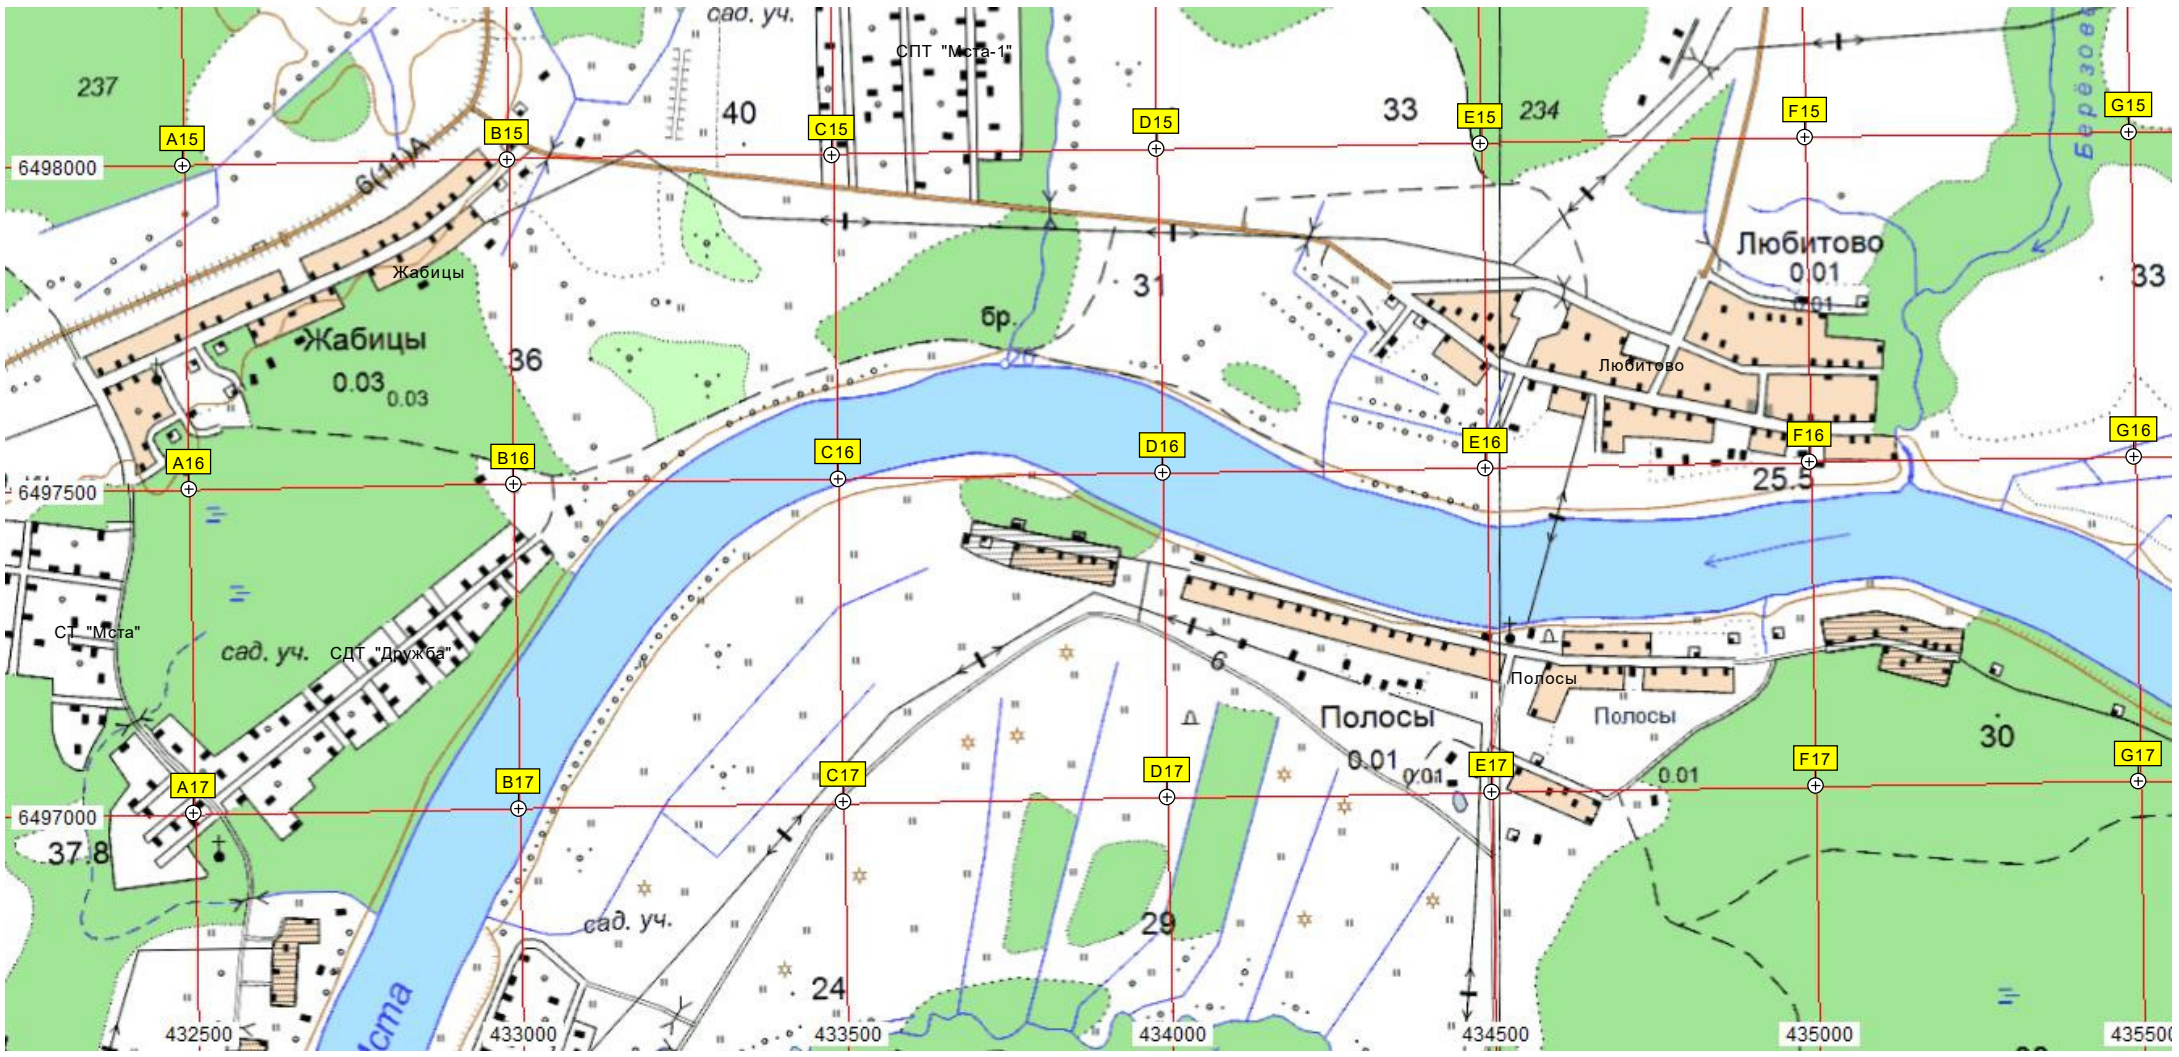 сад. уч.
СПТ "Мста-1"
237
40
33
234
Берёзов
A15
B15
C15
D15
E15
F15
G15
6498000
6(11)А
Жабицы
Любитово
0.01
0.01
33
31
бр.
Жабицы
0.03
0.03
36
Любитово
A16
B16
C16
D16
E16
F16
G16
6497500
25.5
СТ "Мста"
сад. уч.
СДТ "Дружба"
6
Полосы
Полосы
0.01
0.01
Полосы
0.01
30
A17
B17
C17
D17
E17
F17
G17
6497000
37.8
сад. уч.
29
24
Мста
432500
433000
433500
434000
434500
435000
435500